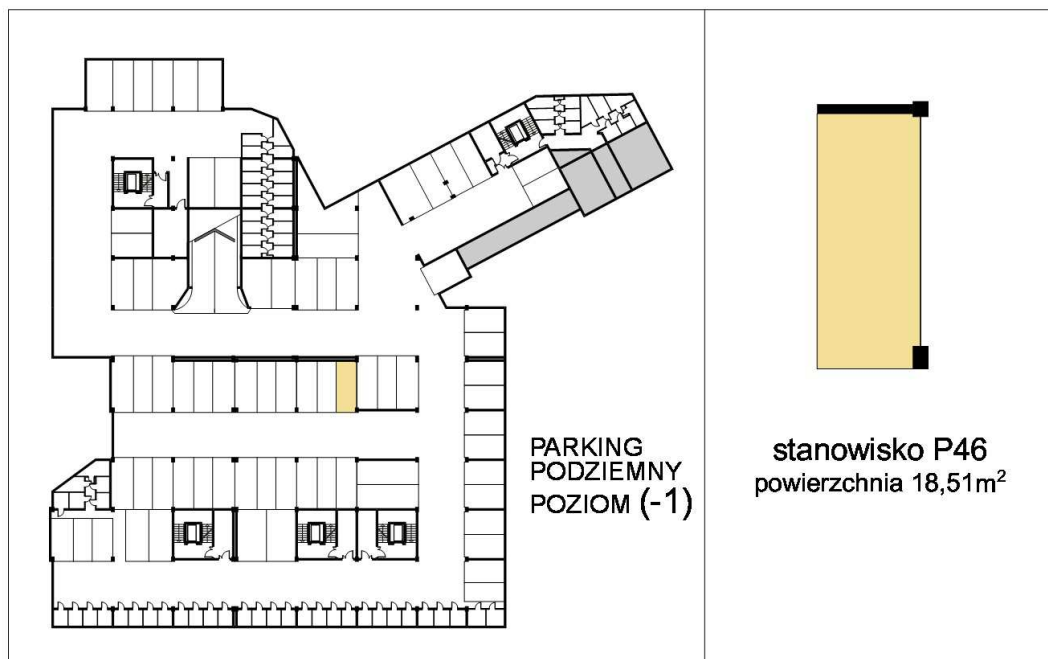 PARKING
PODZIEMNY
POZIOM (-1)
stanowisko P46
powierzchnia 18,51m²